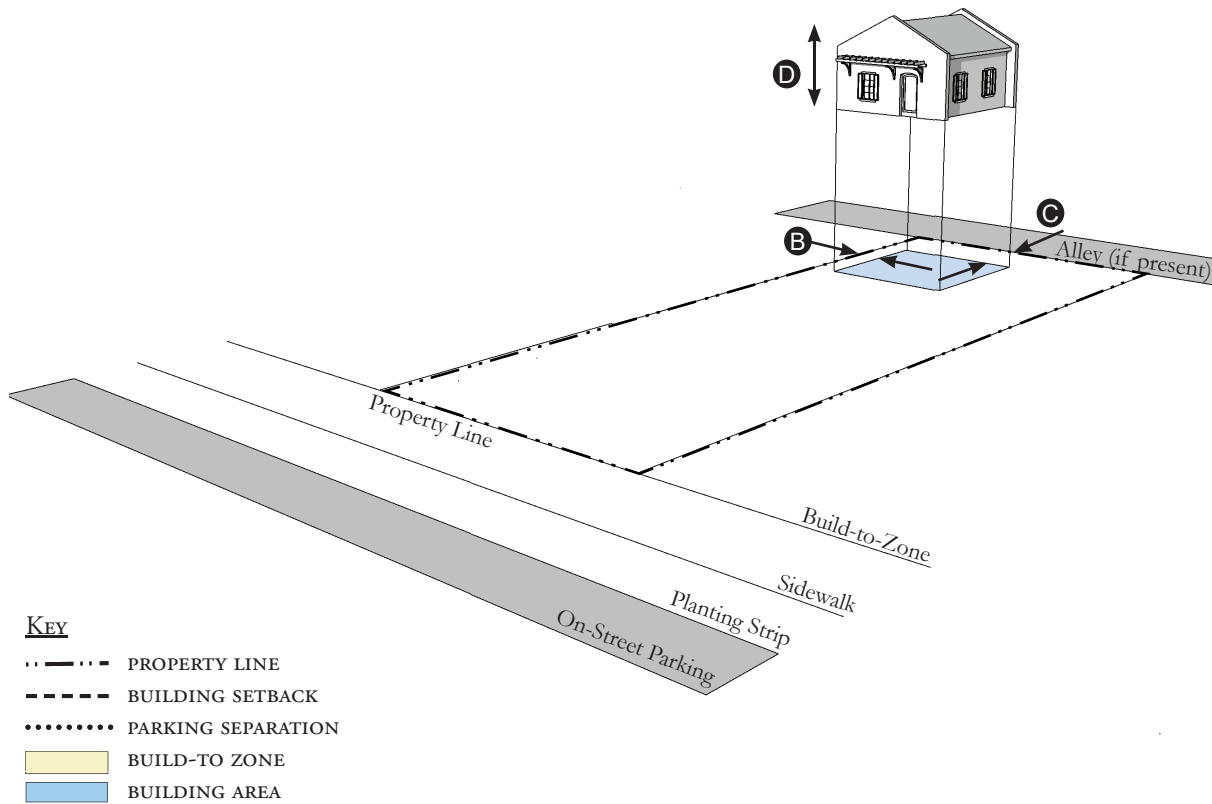 D
C
B
Alley (if present)
Property Line
Build-to-Zone
Sidewalk
Planting Strip
On-Street Parking
KEY
PROPERTY LINE
BUILDING SETBACK
PARKING SEPARATION
BUILD-TO ZONE
BUILDING AREA